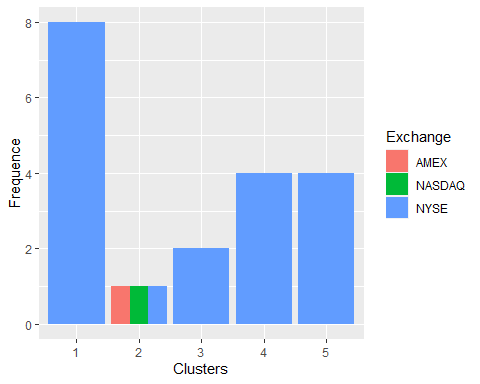 8
6
4
2
0
Frequence
1 2 3 4 5
Clusters
Exchange
AMEX
NASDAQ
NYSE